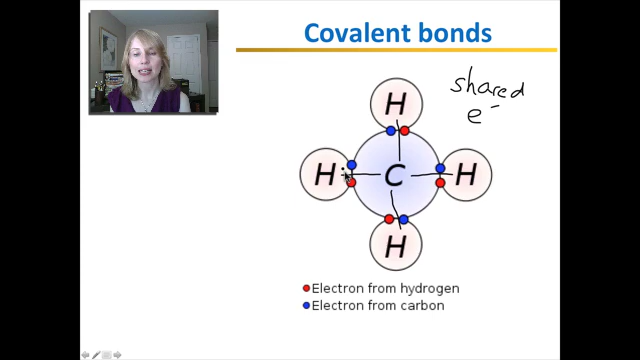 Covalent bonds
shared
e⁻
H
H C H
H
Electron from hydrogen
Electron from carbon